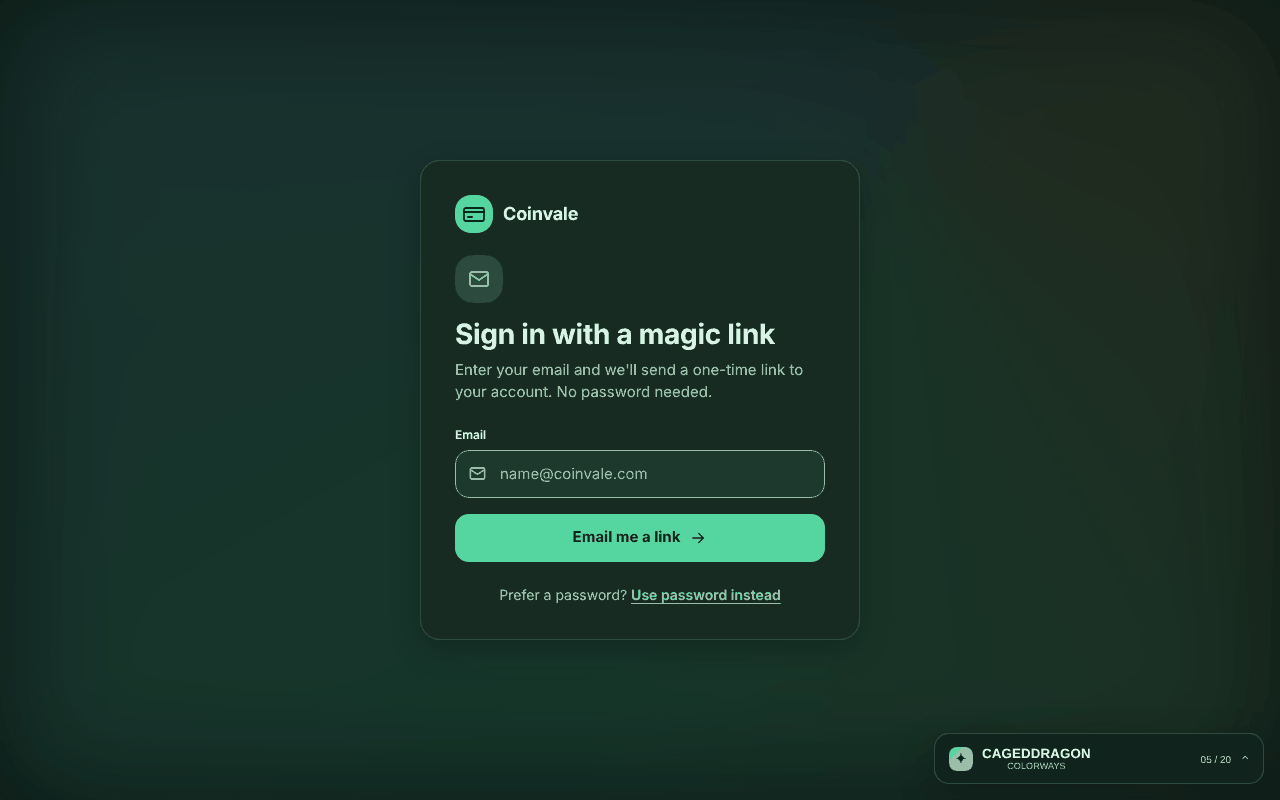 Coinvale
Sign in with a magic link
Enter your email and we'll send a one-time link to
your account. No password needed.
Email
name@coinvale.com
Email me a link
Prefer a password? Use password instead
CAGEDDRAGON
COLORWAYS
05 / 20